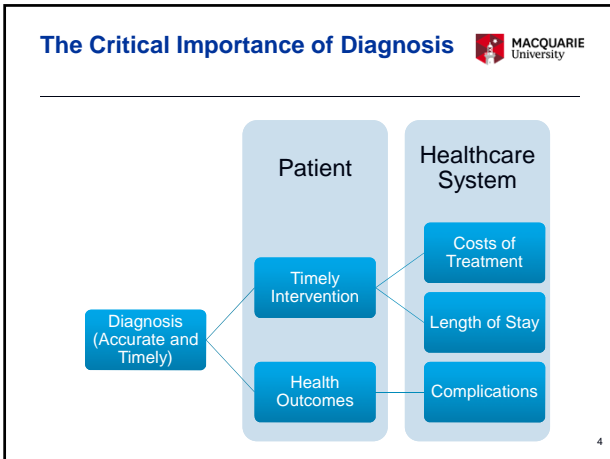 The Critical Importance of Diagnosis
MACQUARIE
University
Patient
Healthcare
System
Diagnosis
(Accurate and
Timely)
Timely
Intervention
Health
Outcomes
Costs of
Treatment
Length of Stay
Complications
4